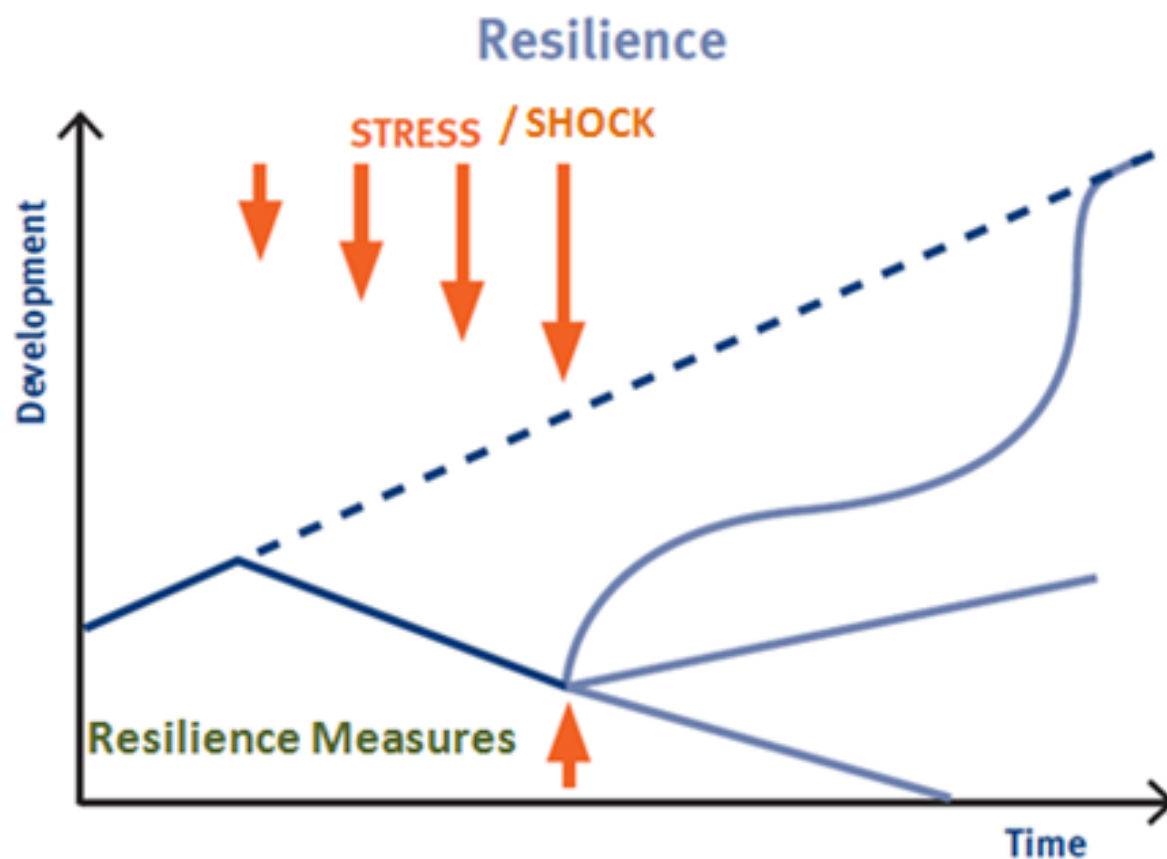 Resilience
STRESS / SHOCK
Development
Resilience Measures
Time